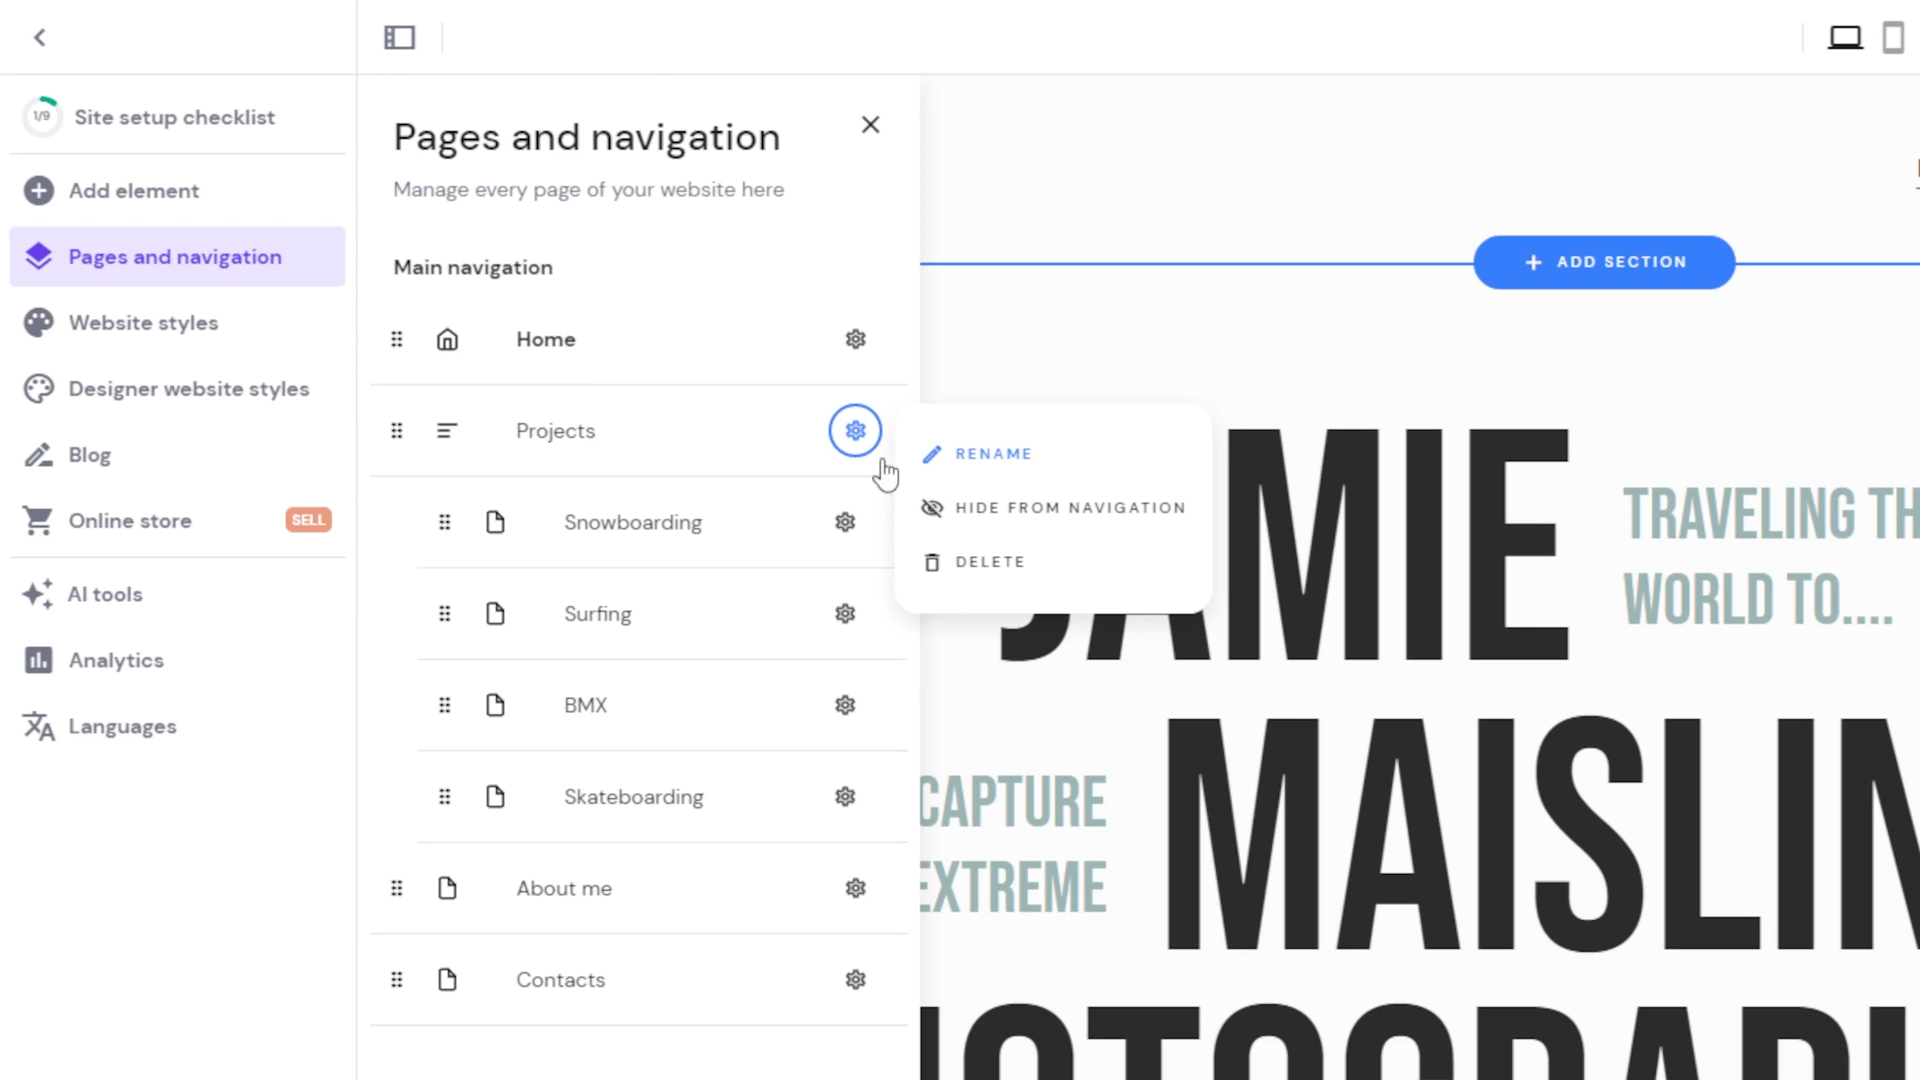 1/9
Site setup checklist
Add element
Pages and navigation
Website styles
Designer website styles
Blog
Online store
SELL
AI tools
Analytics
Languages
Pages and navigation
Manage every page of your website here
Main navigation
Home
Projects
Snowboarding
Surfing
BMX
Skateboarding
About me
Contacts
RENAME
HIDE FROM NAVIGATION
DELETE
+ ADD SECTION
JAMIE
TRAVELING TH
WORLD TO....
CAPTURE
EXTREME
MAISLIN